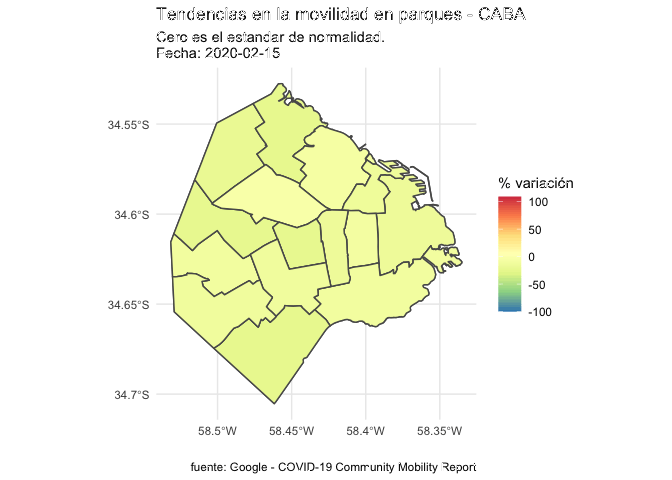 Tendencias en la movilidad en parques - CABA
Cero es el estandar de normalidad.
Fecha: 2020-02-15
34.55°S
34.6°S
34.65°S
34.7°S
58.5°W
58.45°W
58.4°W
58.35°W
% variación
100
50
0
-50
-100
fuente: Google - COVID-19 Community Mobility Report